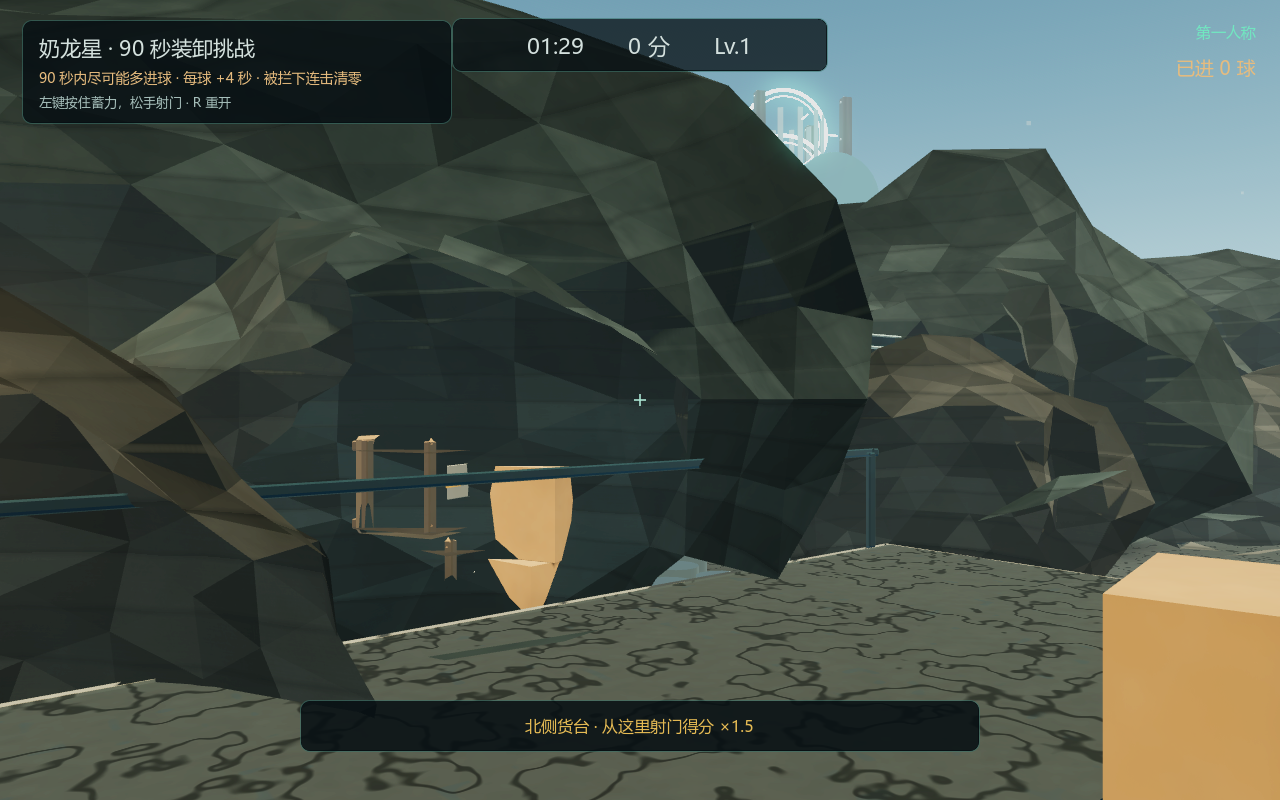 奶龙星 · 90 秒装卸挑战
90 秒内尽可能多进球 · 每球 +4 秒 · 被拦下连击清零
左键按住蓄力，松手射门 · R 重开
01:29 0 分 Lv.1
第一人称
已进 0 球
北侧货台 · 从这里射门得分 ×1.5